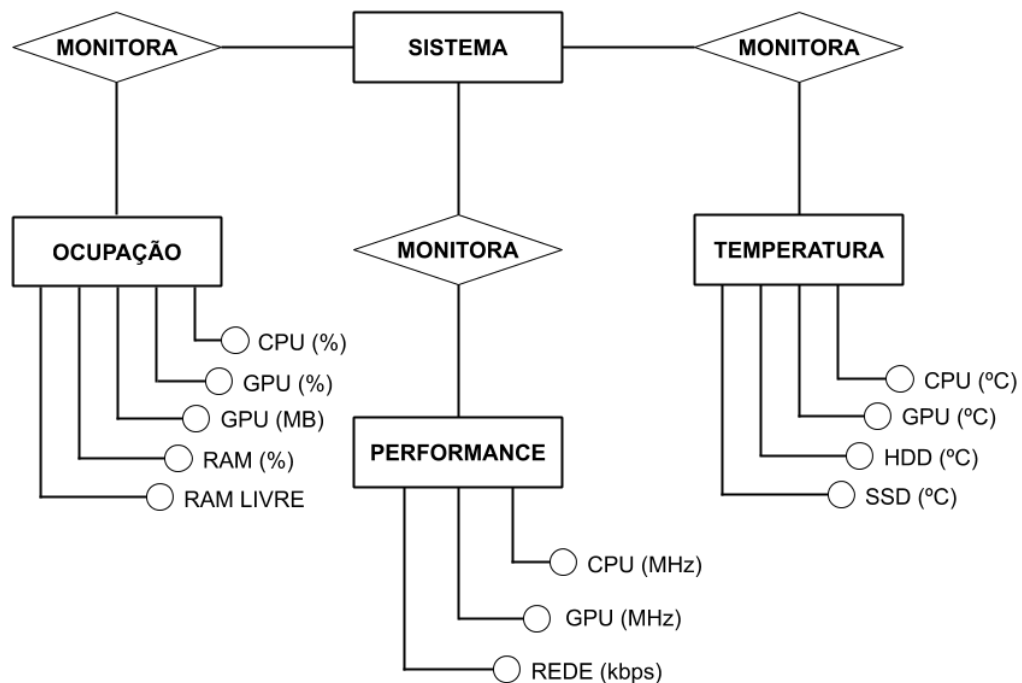 MONITORA
SISTEMA
MONITORA
OCUPAÇÃO
MONITORA
TEMPERATURA
CPU (%)
GPU (%)
GPU (MB)
RAM (%)
RAM LIVRE
PERFORMANCE
CPU (MHz)
GPU (MHz)
REDE (kbps)
CPU (ºC)
GPU (ºC)
HDD (ºC)
SSD (ºC)